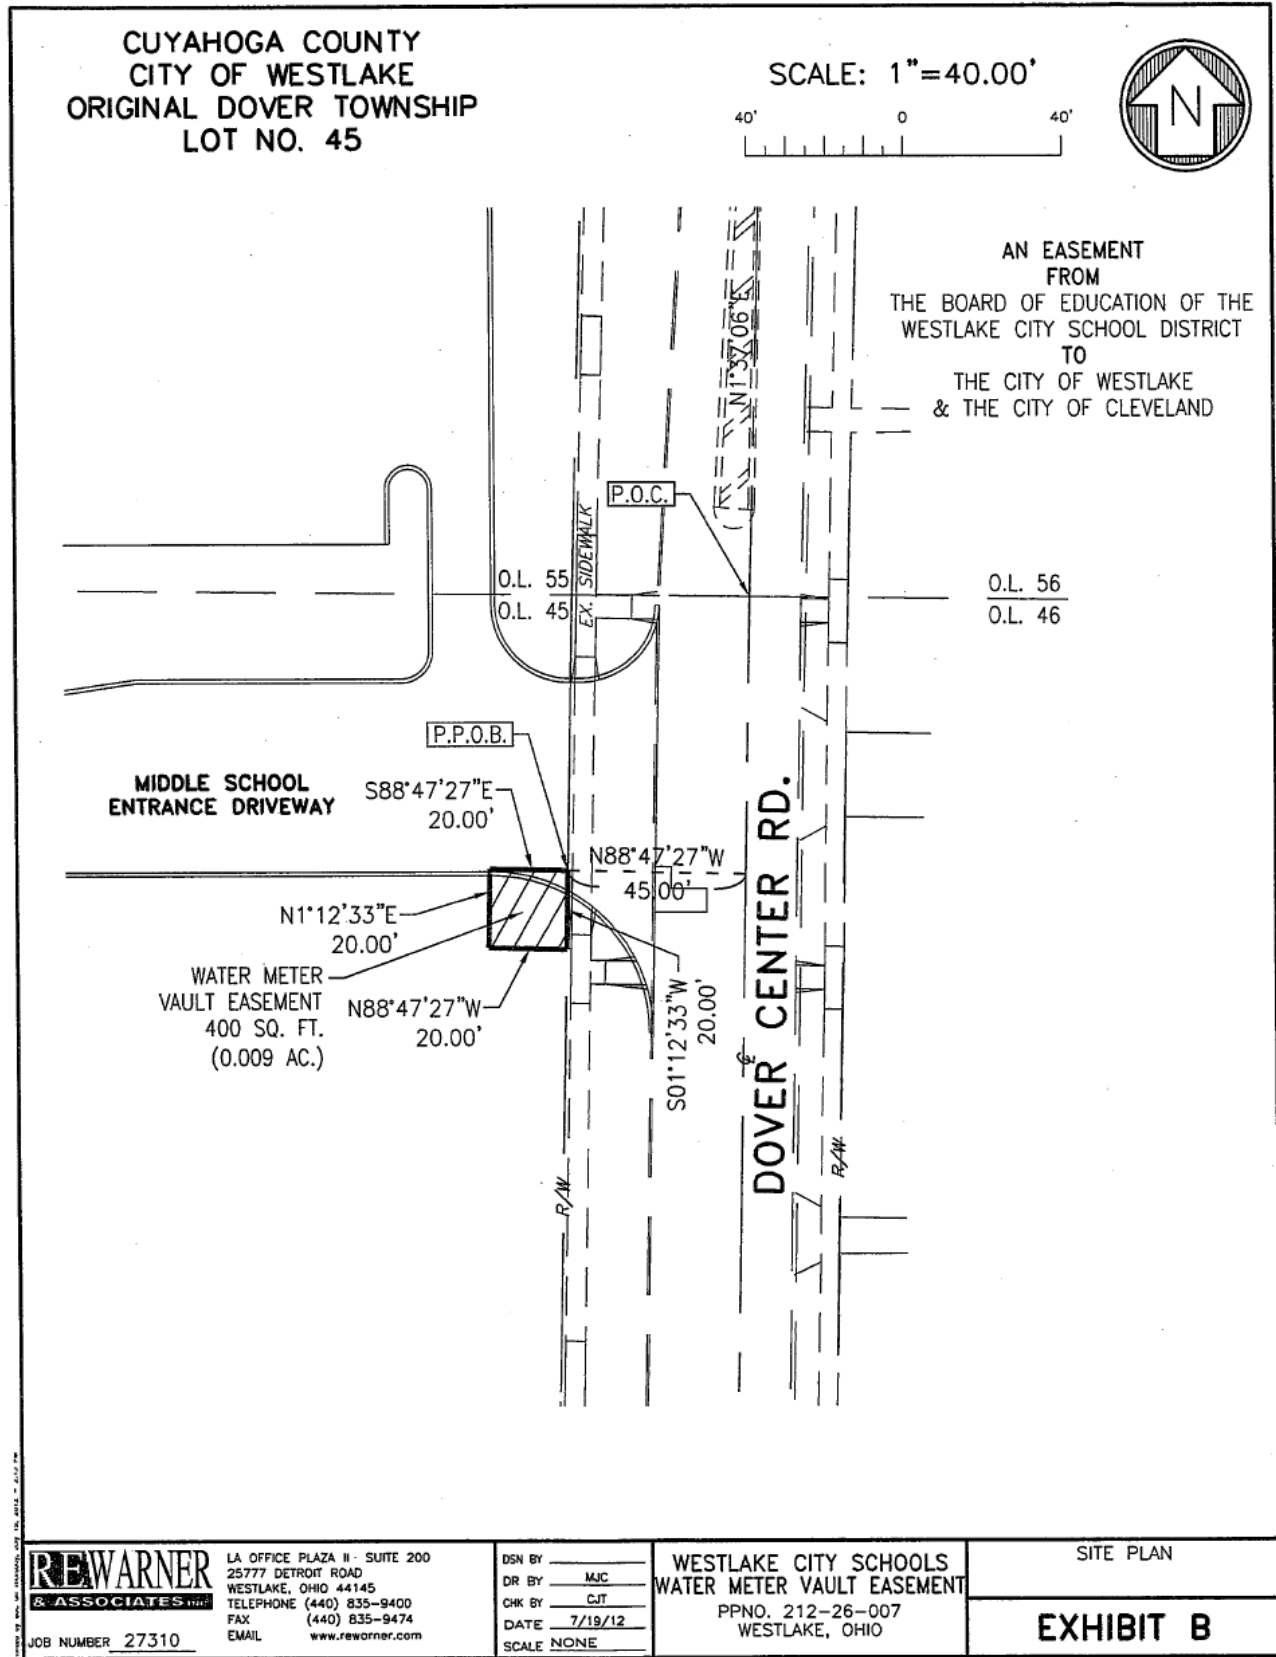 CUYAHOGA COUNTY
CITY OF WESTLAKE
ORIGINAL DOVER TOWNSHIP
LOT NO. 45
SCALE: 1"=40.00'
40'
0
40'
N
AN EASEMENT
FROM
THE BOARD OF EDUCATION OF THE
WESTLAKE CITY SCHOOL DISTRICT
TO
THE CITY OF WESTLAKE
& THE CITY OF CLEVELAND
N1°37'06"E
P.O.C.
EX. SIDEWALK
O.L. 55
O.L. 45
O.L. 56
O.L. 46
P.P.O.B.
MIDDLE SCHOOL
ENTRANCE DRIVEWAY
S88°47'27"E
20.00'
N88°47'27"W
45.00'
N1°12'33"E
20.00'
WATER METER
VAULT EASEMENT
400 SQ. FT.
(0.009 AC.)
N88°47'27"W
20.00'
S01°12'33"W
20.00'
DOVER CENTER RD.
R/W
R/W
REWARNER
& ASSOCIATES
JOB NUMBER 27310
LA OFFICE PLAZA II - SUITE 200
25777 DETROIT ROAD
WESTLAKE, OHIO 44145
TELEPHONE (440) 835-9400
FAX (440) 835-9474
EMAIL www.rewarner.com
DSN BY
DR BY MJC
CHK BY CJT
DATE 7/19/12
SCALE NONE
WESTLAKE CITY SCHOOLS
WATER METER VAULT EASEMENT
PPNO. 212-26-007
WESTLAKE, OHIO
SITE PLAN
EXHIBIT B